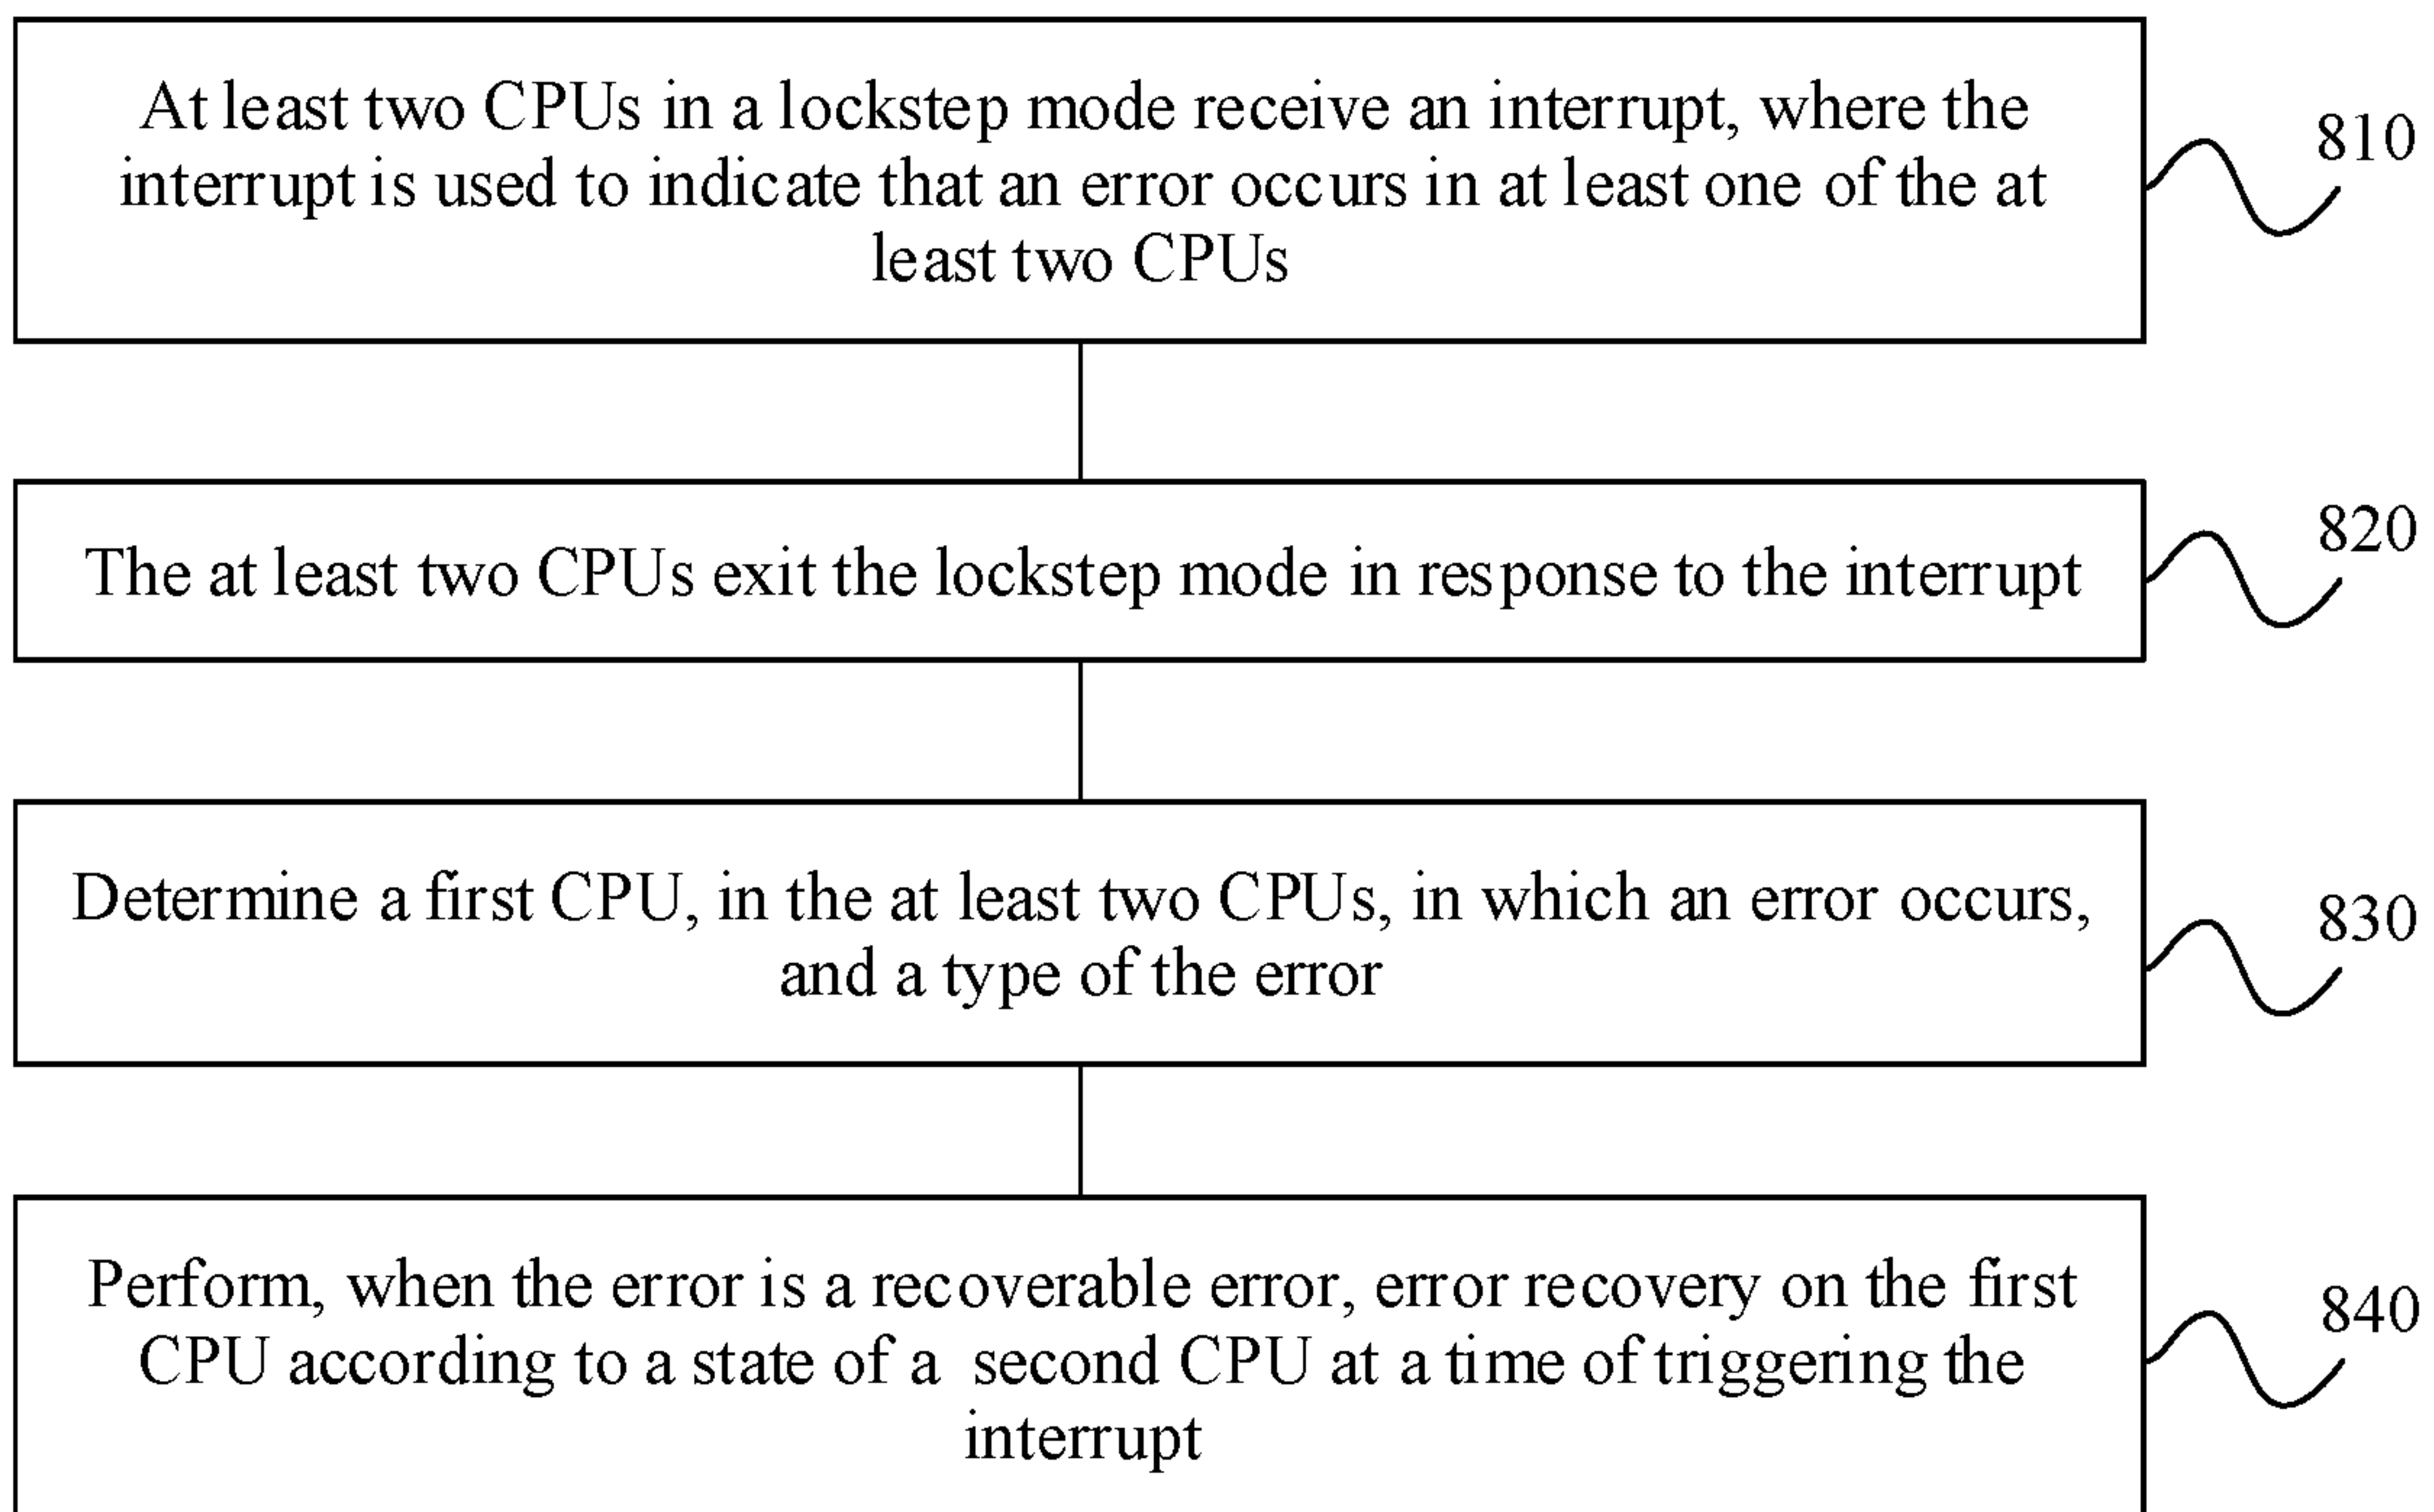 At least two CPUs in a lockstep mode receive an interrupt, where the
interrupt is used to indicate that an error occurs in at least one of the at
least two CPUs
810
The at least two CPUs exit the lockstep mode in response to the interrupt
820
Determine a first CPU, in the at least two CPUs, in which an error occurs,
and a type of the error
830
Perform, when the error is a recoverable error, error recovery on the first
CPU according to a state of a second CPU at a time of triggering the
interrupt
840